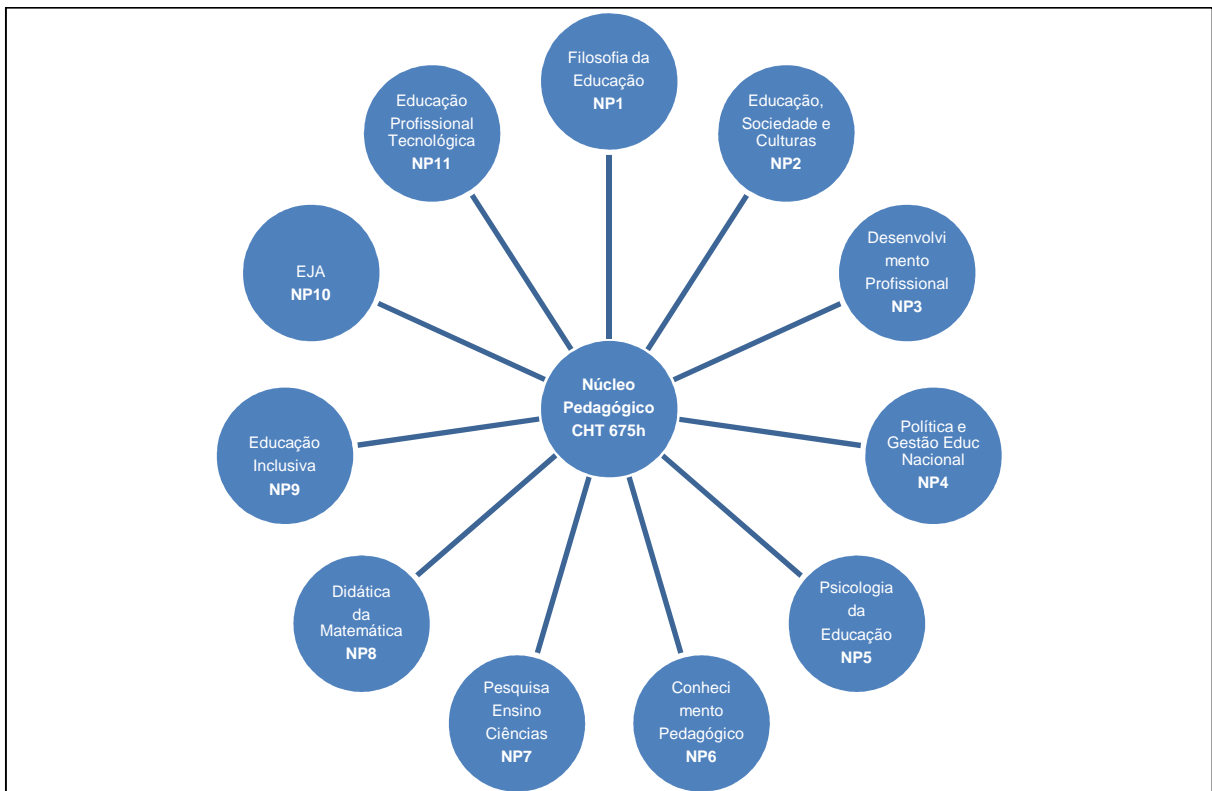 Filosofia da
Educação
NP1
Educação,
Sociedade e
Culturas
NP2
Desenvolvi
mento
Profissional
NP3
Política e
Gestão Educ
Nacional
NP4
Psicologia
da
Educação
NP5
Conheci
mento
Pedagógico
NP6
Pesquisa
Ensino
Ciências
NP7
Didática
da
Matemática
NP8
Educação
Inclusiva
NP9
EJA
NP10
Educação
Profissional
Tecnológica
NP11
Núcleo
Pedagógico
CHT 675h